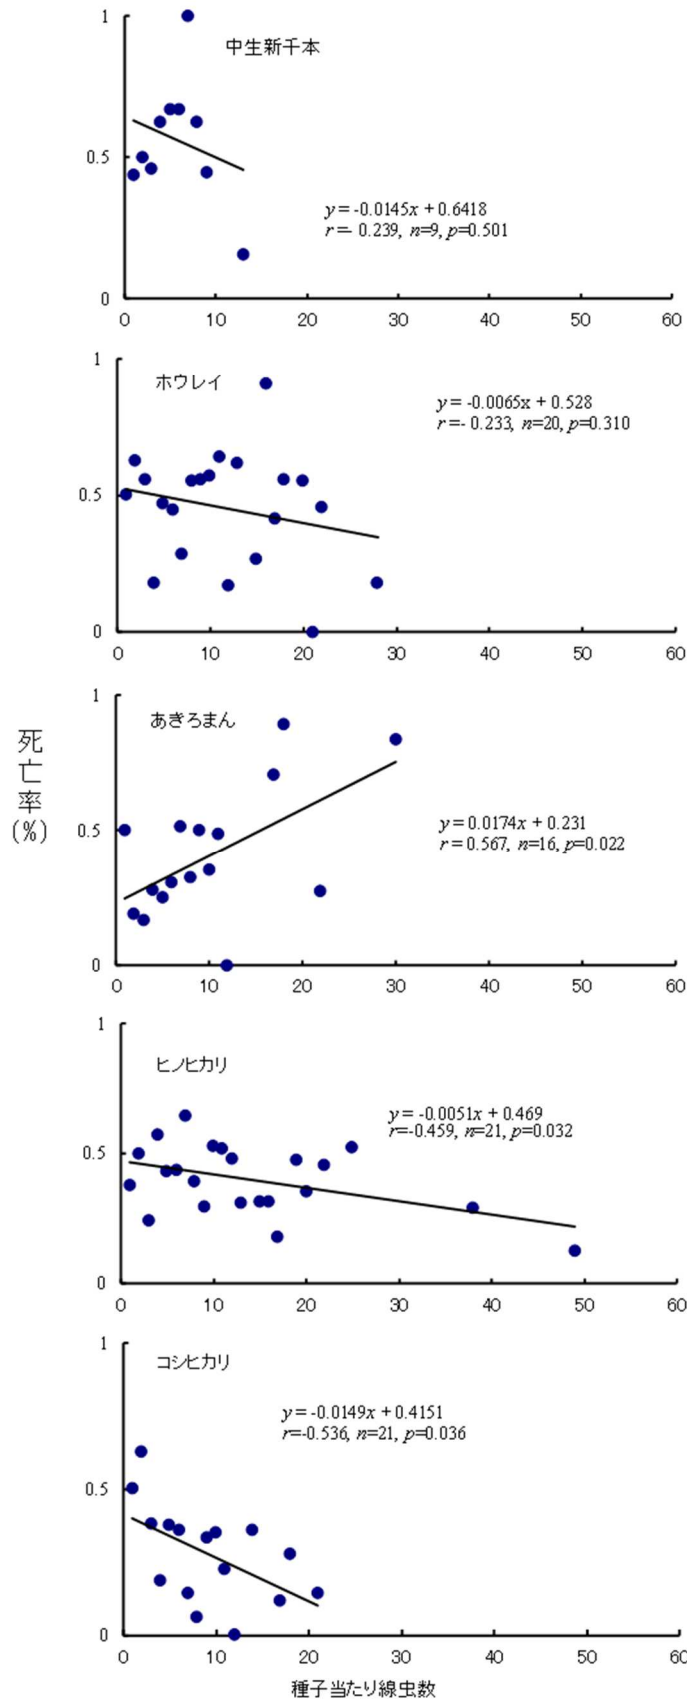 1
中生新千本
0.5
y = -0.0145x + 0.6418
r =- 0.239, n=9, p=0.501
0
0 10 20 30 40 50 60
1
ホウレイ
y = -0.0065x + 0.528
r =- 0.233, n=20, p=0.310
0.5
0
0 10 20 30 40 50 60
1
あきろまん
死亡率(%)
0.5
y = 0.0174x + 0.231
r = 0.567, n=16, p=0.022
0
0 10 20 30 40 50 60
1
ヒノヒカリ
y = -0.0051x + 0.469
r=-0.459, n=21, p=0.032
0.5
0
0 10 20 30 40 50 60
1
コシヒカリ
y = -0.0149x + 0.4151
r=-0.536, n=21, p=0.036
0.5
0
0 10 20 30 40 50 60
種子当たり線虫数